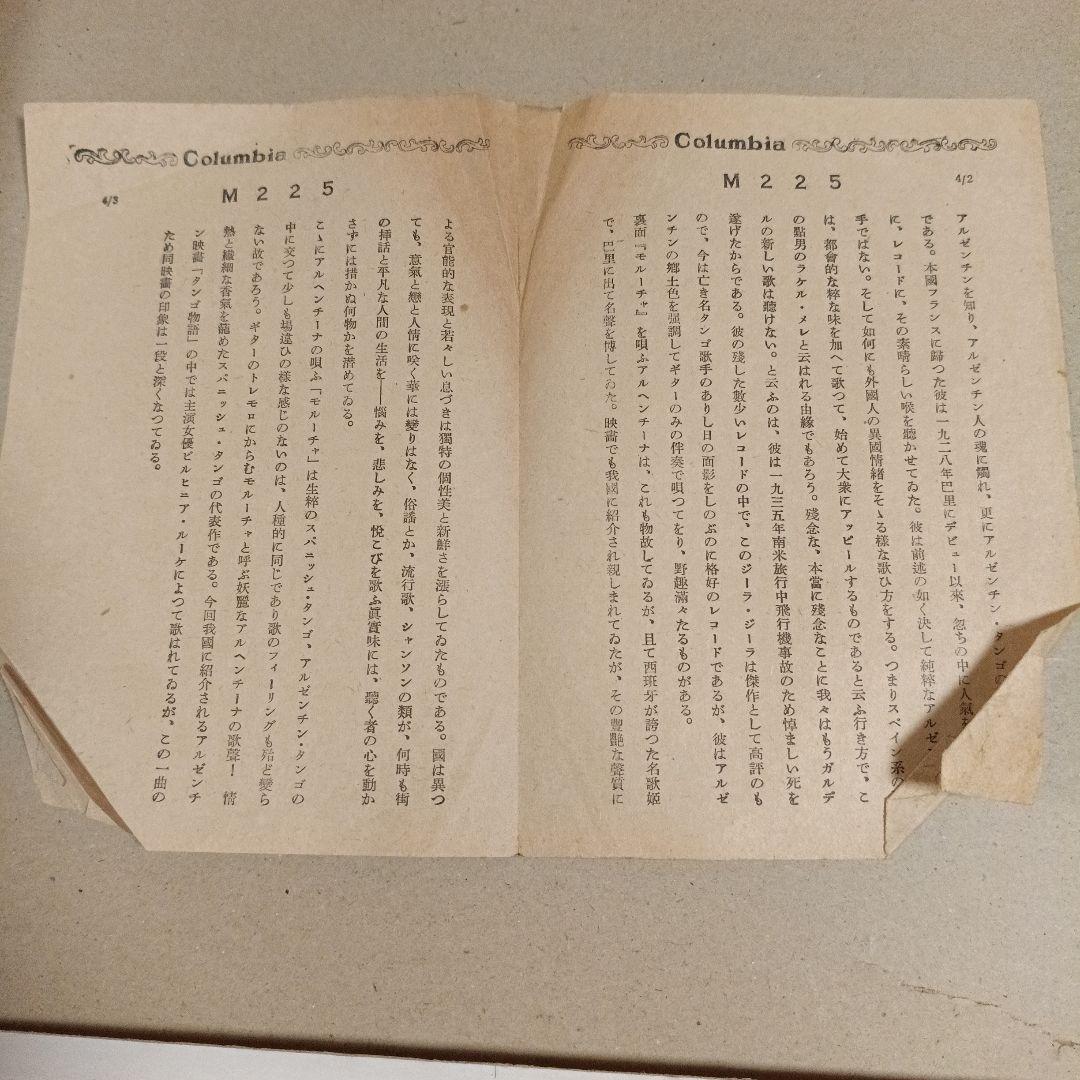 Columbia
M225
4/2
アルゼンチンを知り、アルゼンチン人の魂に濁れ、更にアルゼンチン・タンゴの
である。本國フランスに歸つた彼は一九二八年巴里にデビュー以來、忽ちの中に人氣を
に、レコードに、その素晴らしい喉を聽かせてゐた。彼は前述の如く決して純粹なアルゼ
手ではない。そして如何にも外國人の異國情緒をそゝる樣な歌ひ方をする。つまりスペイン系の
は、都會的な粹な味を加へて歌つて、始めて大衆にアッピールするものであると云ふ行き方で、こ
の點男のラケル・メレと云はれる由緣でもあろう。殘念な、本當に殘念なことに我々はもうガルデ
ルの新しい歌は聽けない。と云ふのは、彼は一九三五年南米旅行中飛行機事故のため悼ましい死を
遂げたからである。彼の殘した數少いレコードの中で、このジーラ・ジーラは傑作として高評のも
ので、今は亡き名タンゴ歌手のありし日の面影をしのぶのに格好のレコードであるが、彼はアルゼ
ンチンの鄕土色を强調してギターのみの伴奏で唄つてをり、野趣滿々たるものがある。
裏面『モルーチャ』を唄ふアルヘンチーナは、これも物故してゐるが、且て西班牙が誇つた名歌姬
で、巴里に出て名聲を博してゐた。映畵でも我國に紹介され親しまれてゐたが、その豐艶な聲質に
Columbia
M225
4/3
よる官能的な表現と若々しい息づきは獨特の個性美と新鮮さを漲らしてゐたものである。國は異つ
ても、意氣と戀と人情に咲く華には變りはなく、俗謠とか、流行歌、シャンソンの類が、何時も街
の揷話と平凡な人間の生活を――惱みを、悲しみを、悅こびを歌ふ眞實味には、聽く者の心を動か
さずには措かぬ何物かを潜めてゐる。
こゝにアルヘンチーナの唄ふ「モルーチャ」は生粹のスパニッシュ・タンゴ、アルゼンチン・タンゴの
中に交つて少しも場違ひの樣な感じのないのは、人種的に同じであり歌のフィーリングも殆ど變ら
ない故であろう。ギターのトレモロにからむモルーチャと呼ぶ妖麗なアルヘンチーナの歌聲！　情
熱と纖細な香氣を蘢めたスパニッシュ・タンゴの代表作である。今回我國に紹介されるアルゼンチ
ン映畵「タンゴ物語」の中では主演女優ビルヒニア・ルーケによつて歌はれてゐるが、この一曲の
ため同映畵の印象は一段と深くなつてゐる。